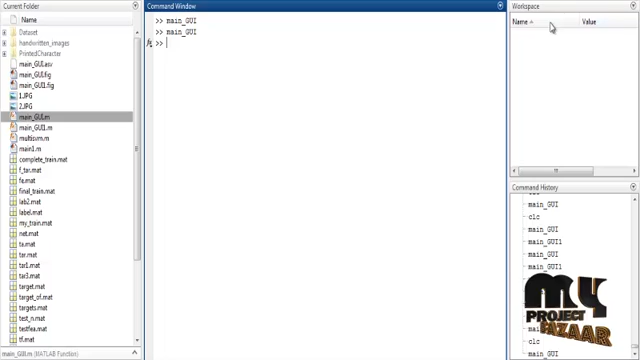 Current Folder
Name
Dataset
handwritten_images
PrintedCharacter
main_GUI.asv
main_GUI.fig
main_GUI1.fig
1.JPG
2.JPG
main_GUI.m
main_GUI1.m
multisvm.m
main1.m
complete_train.mat
f_tar.mat
fea.mat
final_train.mat
lab2.mat
label.mat
my_train.mat
net.mat
ta.mat
tar.mat
tar1.mat
tar3.mat
target.mat
target_of.mat
targets.mat
test_n.mat
testfea.mat
tf.mat
main_GUI.m (MATLAB Function)
Command Window
>> main_GUI
>> main_GUI
fx >>
Workspace
Name
Value
Command History
clc
main_GUI
clc
main_GUI
main_GUI1
main_GUI
main_GUI1
main_GUI
MY
PROJECT
BAZAAR